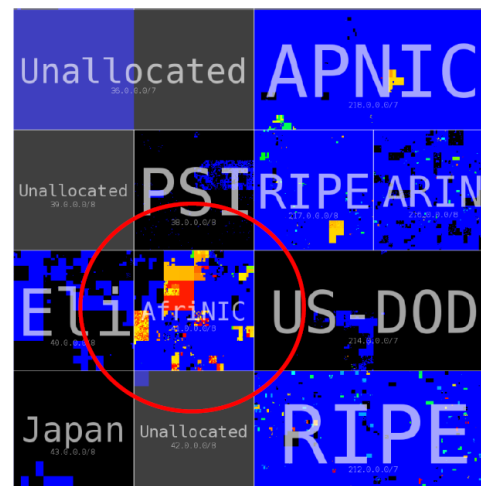 Unallocated
36.0.0.0/7
APNIC
218.0.0.0/7
Unallocated
39.0.0.0/8
PSI
38.0.0.0/8
RIPE
217.0.0.0/8
ARIN
216.0.0.0/8
Eli
40.0.0.0/8
AfriNIC
US-DOD
214.0.0.0/7
Japan
43.0.0.0/8
Unallocated
42.0.0.0/8
RIPE
212.0.0.0/7